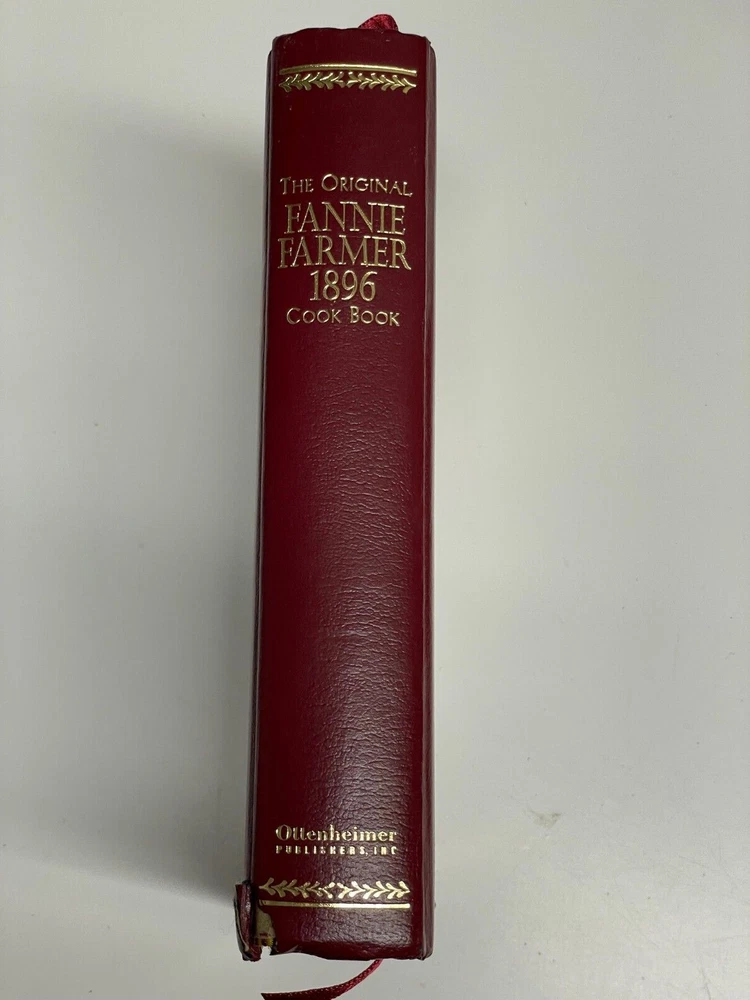 THE ORIGINAL
FANNIE
FARMER
1896
COOK BOOK
Ottenheimer
PUBLISHERS, INC